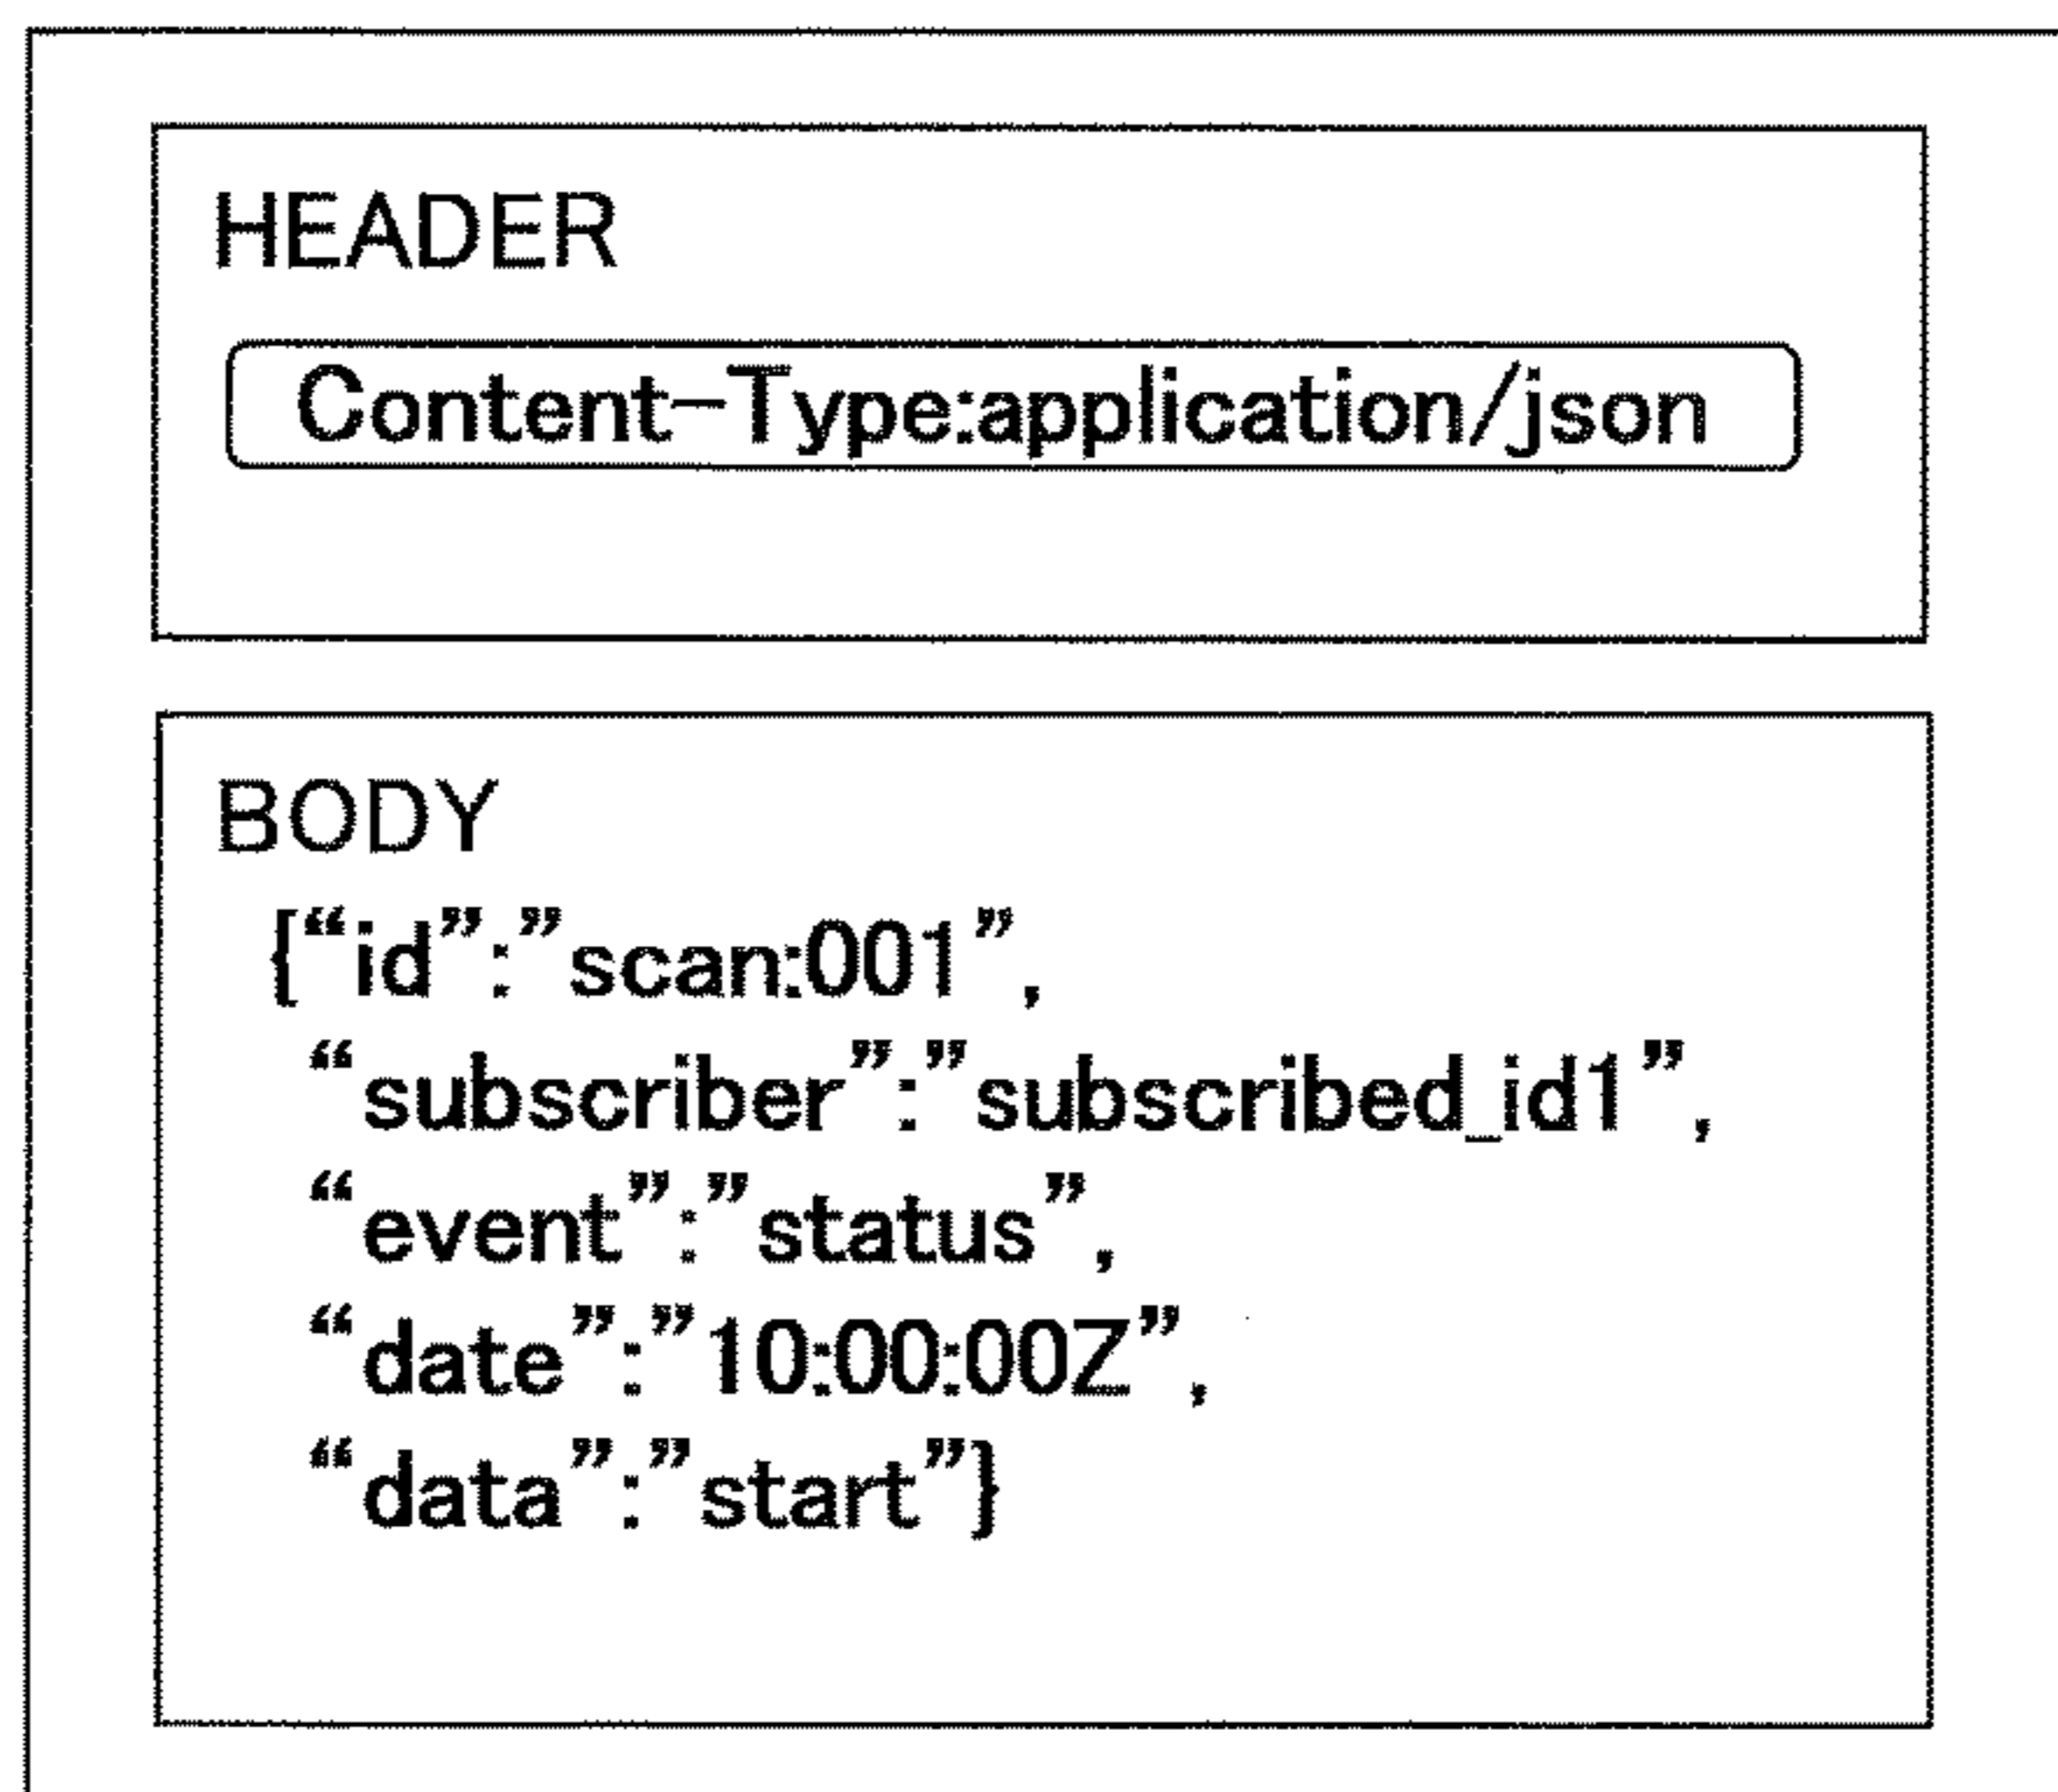 HEADER
Content-Type:application/json
BODY
{“id”:”scan:001”,
“subscriber”:”subscribed_id1”,
“event”:”status”,
“date”:”10:00:00Z”,
“data”:”start”}